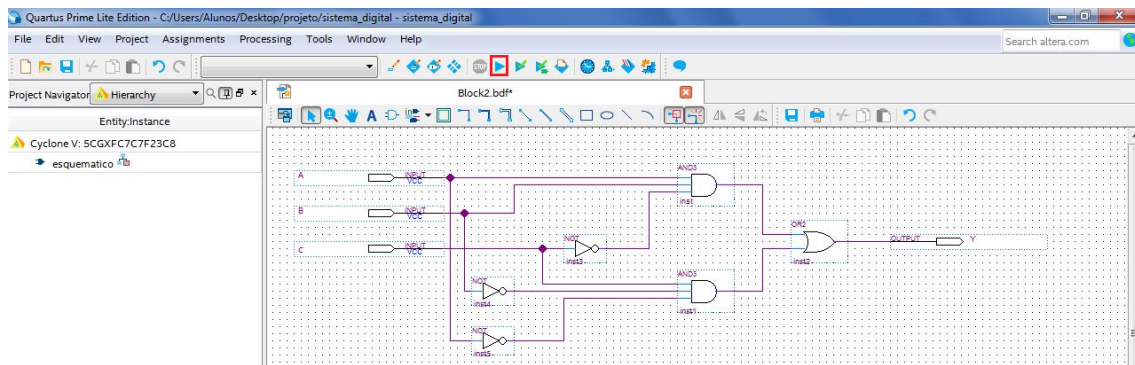 Quartus Prime Lite Edition - C:/Users/Alunos/Desktop/projeto/sistema_digital - sistema_digital
File Edit View Project Assignments Processing Tools Window Help
Search altera.com
STOP
Project Navigator Hierarchy
Block2.bdf*
Entity:Instance
Cyclone V: 5CGXFC7C7F23C8
esquematico
A INPUT
VCC
B INPUT
VCC
C INPUT
VCC
AND3
inst
NOT
inst3
OR2
inst2
OUTPUT Y
NOT
inst4
AND3
inst1
NOT
inst5